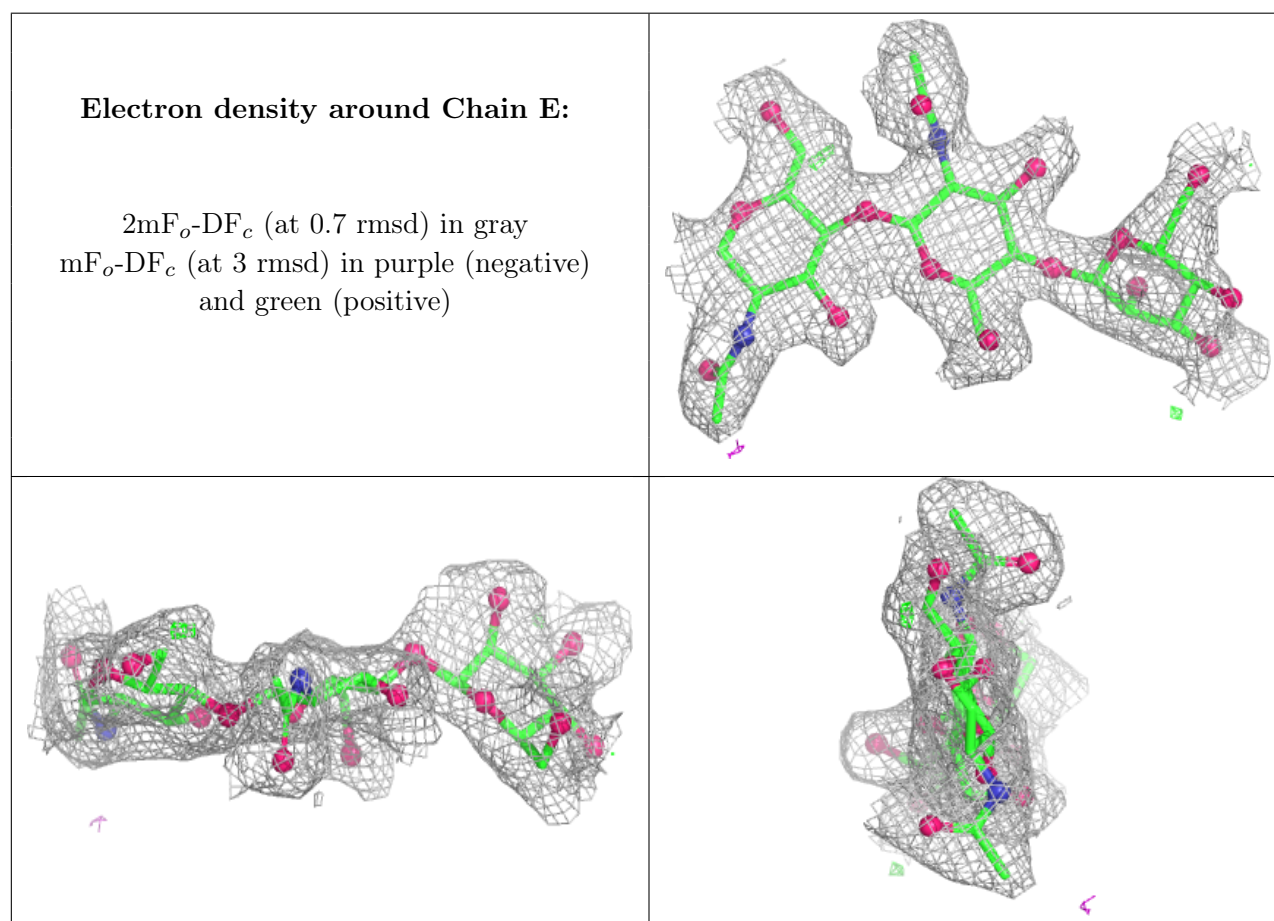 Electron density around Chain E:
2mFₒ-DF𝑐 (at 0.7 rmsd) in gray
mFₒ-DF𝑐 (at 3 rmsd) in purple (negative)
and green (positive)